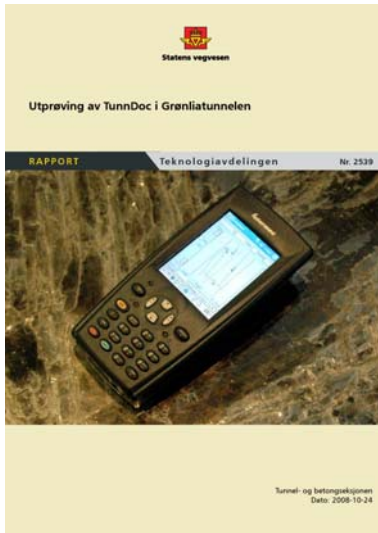 Statens vegvesen
Utprøving av TunnDoc i Grønliatunnelen
RAPPORT Teknologiavdelingen Nr. 2539
Tunnel- og betongseksjonen
Dato: 2008-10-24